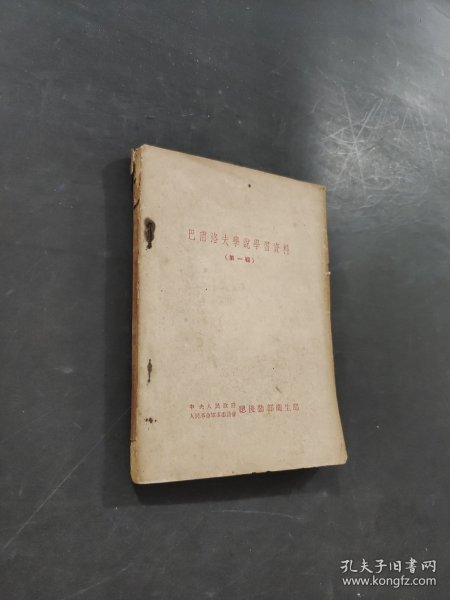 巴甫洛夫學說學習資料
（第一輯）
中央人民政府
人民革命軍事委員會 總後勤部衛生部
孔夫子旧书网
www.kongfz.com